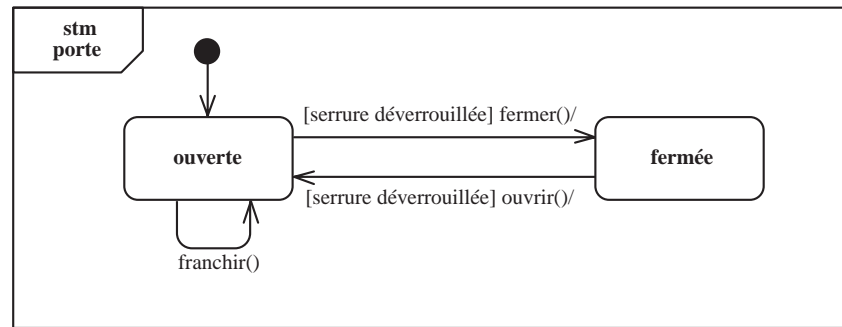 stm
porte
[serrure déverrouillée] fermer()/
ouverte
fermée
[serrure déverrouillée] ouvrir()/
franchir()